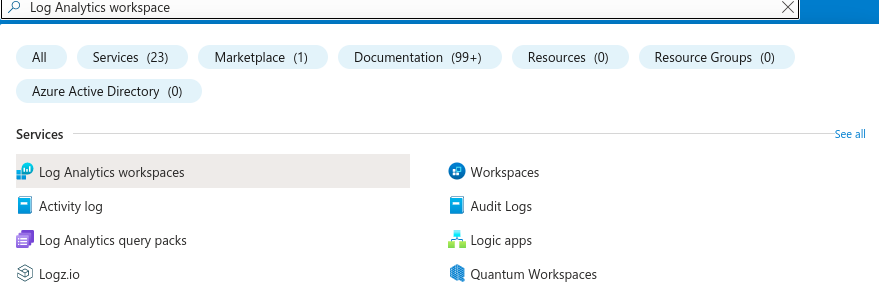 Log Analytics workspace
All Services (23) Marketplace (1) Documentation (99+) Resources (0) Resource Groups (0)
Azure Active Directory (0)
Services See all
Log Analytics workspaces Workspaces
Activity log Audit Logs
Log Analytics query packs Logic apps
Logz.io Quantum Workspaces